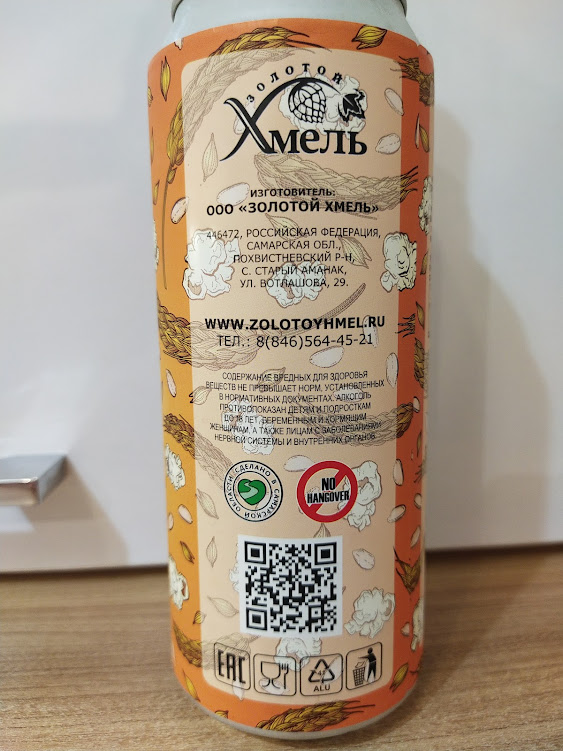 ЗОЛОТОЙ
Хмель
ИЗГОТОВИТЕЛЬ:
ООО «ЗОЛОТОЙ ХМЕЛЬ»
446472, РОССИЙСКАЯ ФЕДЕРАЦИЯ,
САМАРСКАЯ ОБЛ.,
ПОХВИСТНЕВСКИЙ Р-Н,
С. СТАРЫЙ АМАНАК,
УЛ. ВОТЛАШОВА, 29.
WWW.ZOLOTOYHMEL.RU
ТЕЛ.: 8(846)564-45-21
СОДЕРЖАНИЕ ВРЕДНЫХ ДЛЯ ЗДОРОВЬЯ
ВЕЩЕСТВ НЕ ПРЕВЫШАЕТ НОРМ, УСТАНОВЛЕННЫХ
В НОРМАТИВНЫХ ДОКУМЕНТАХ. АЛКОГОЛЬ
ПРОТИВОПОКАЗАН ДЕТЯМ И ПОДРОСТКАМ
ДО 18 ЛЕТ, БЕРЕМЕННЫМ И КОРМЯЩИМ
ЖЕНЩИНАМ, А ТАКЖЕ ЛИЦАМ С ЗАБОЛЕВАНИЯМИ
НЕРВНОЙ СИСТЕМЫ И ВНУТРЕННИХ ОРГАНОВ.
СДЕЛАНО В САМАРСКОЙ ОБЛАСТИ
NO
HANGOVER
EAC
41
ALU